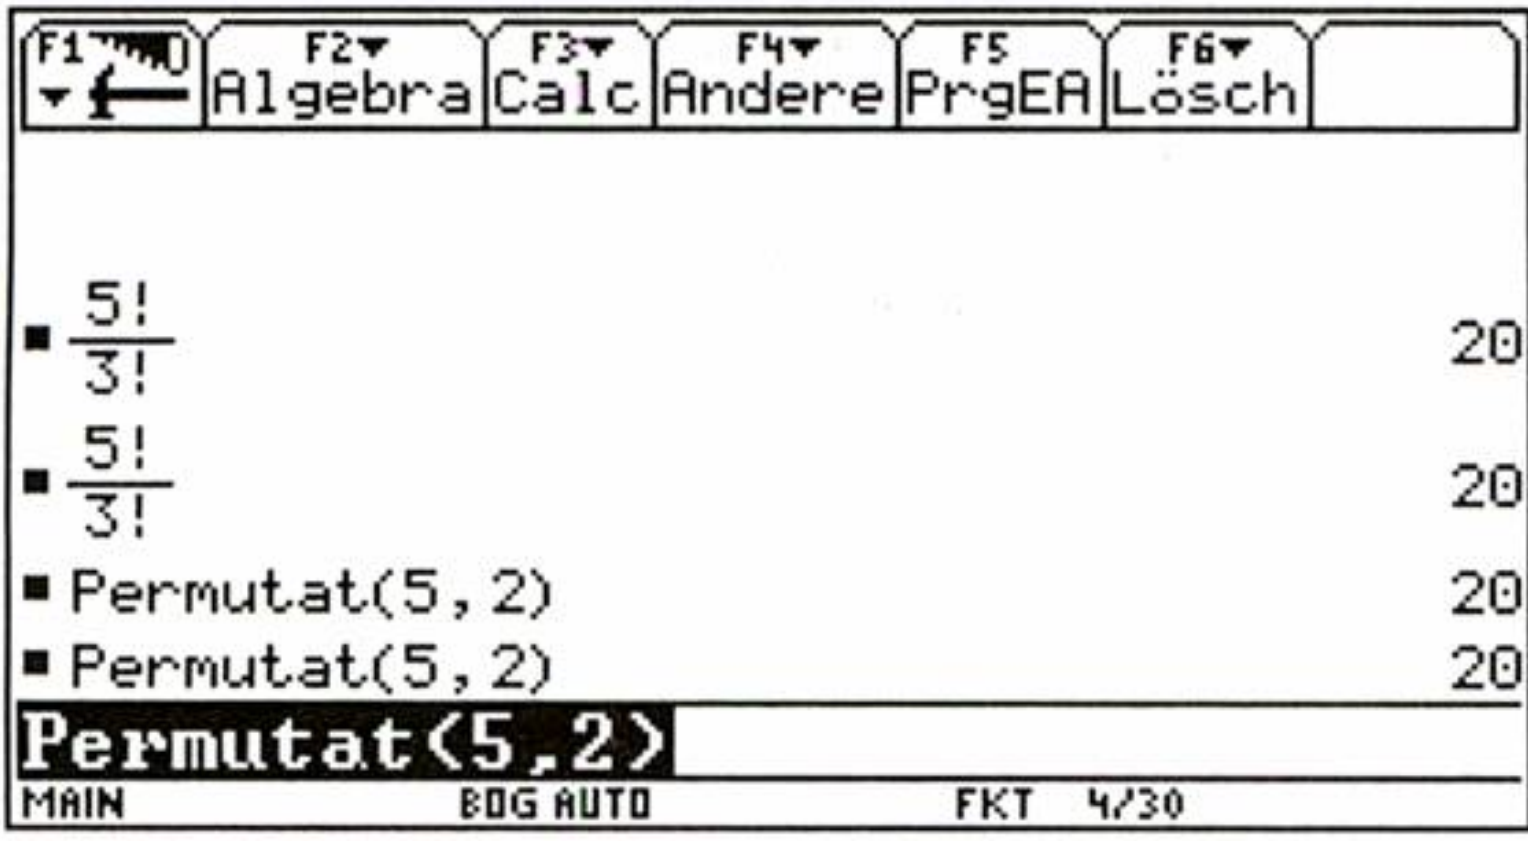 F1 F2▾ F3▾ F4▾ F5 F6▾
▾ Algebra Calc Andere PrgEA Lösch
5!
■ — 20
3!
5!
■ — 20
3!
■ Permutat(5,2) 20
■ Permutat(5,2) 20
Permutat(5,2)
MAIN BOG AUTO FKT 4/30